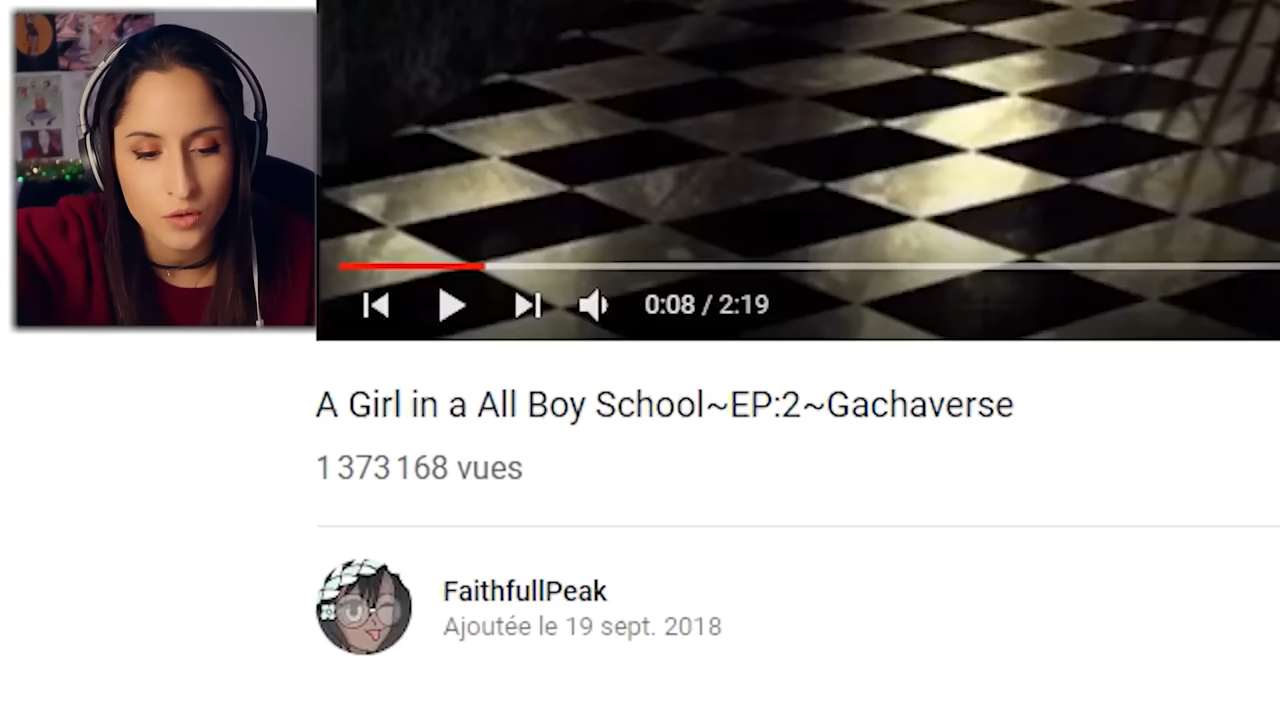 0:08 / 2:19
A Girl in a All Boy School~EP:2~Gachaverse
1 373 168 vues
FaithfullPeak
Ajoutée le 19 sept. 2018